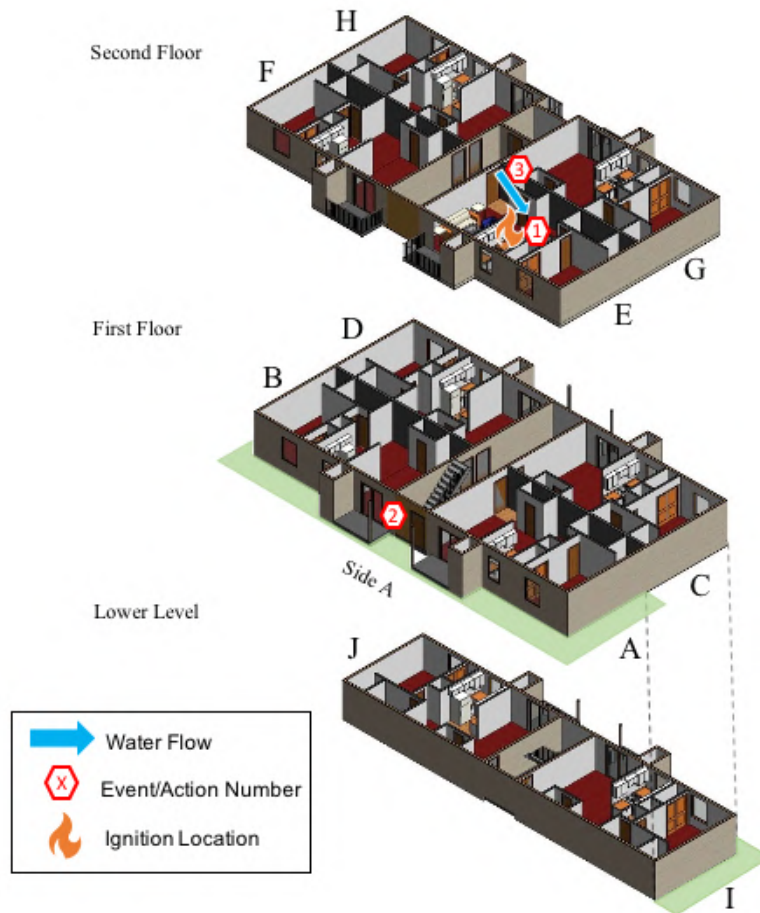 H
Second Floor
F
3
1
G
E
First Floor
D
B
2
Side A
C
Lower Level
A
J
Water Flow
X
Event/Action Number
Ignition Location
I